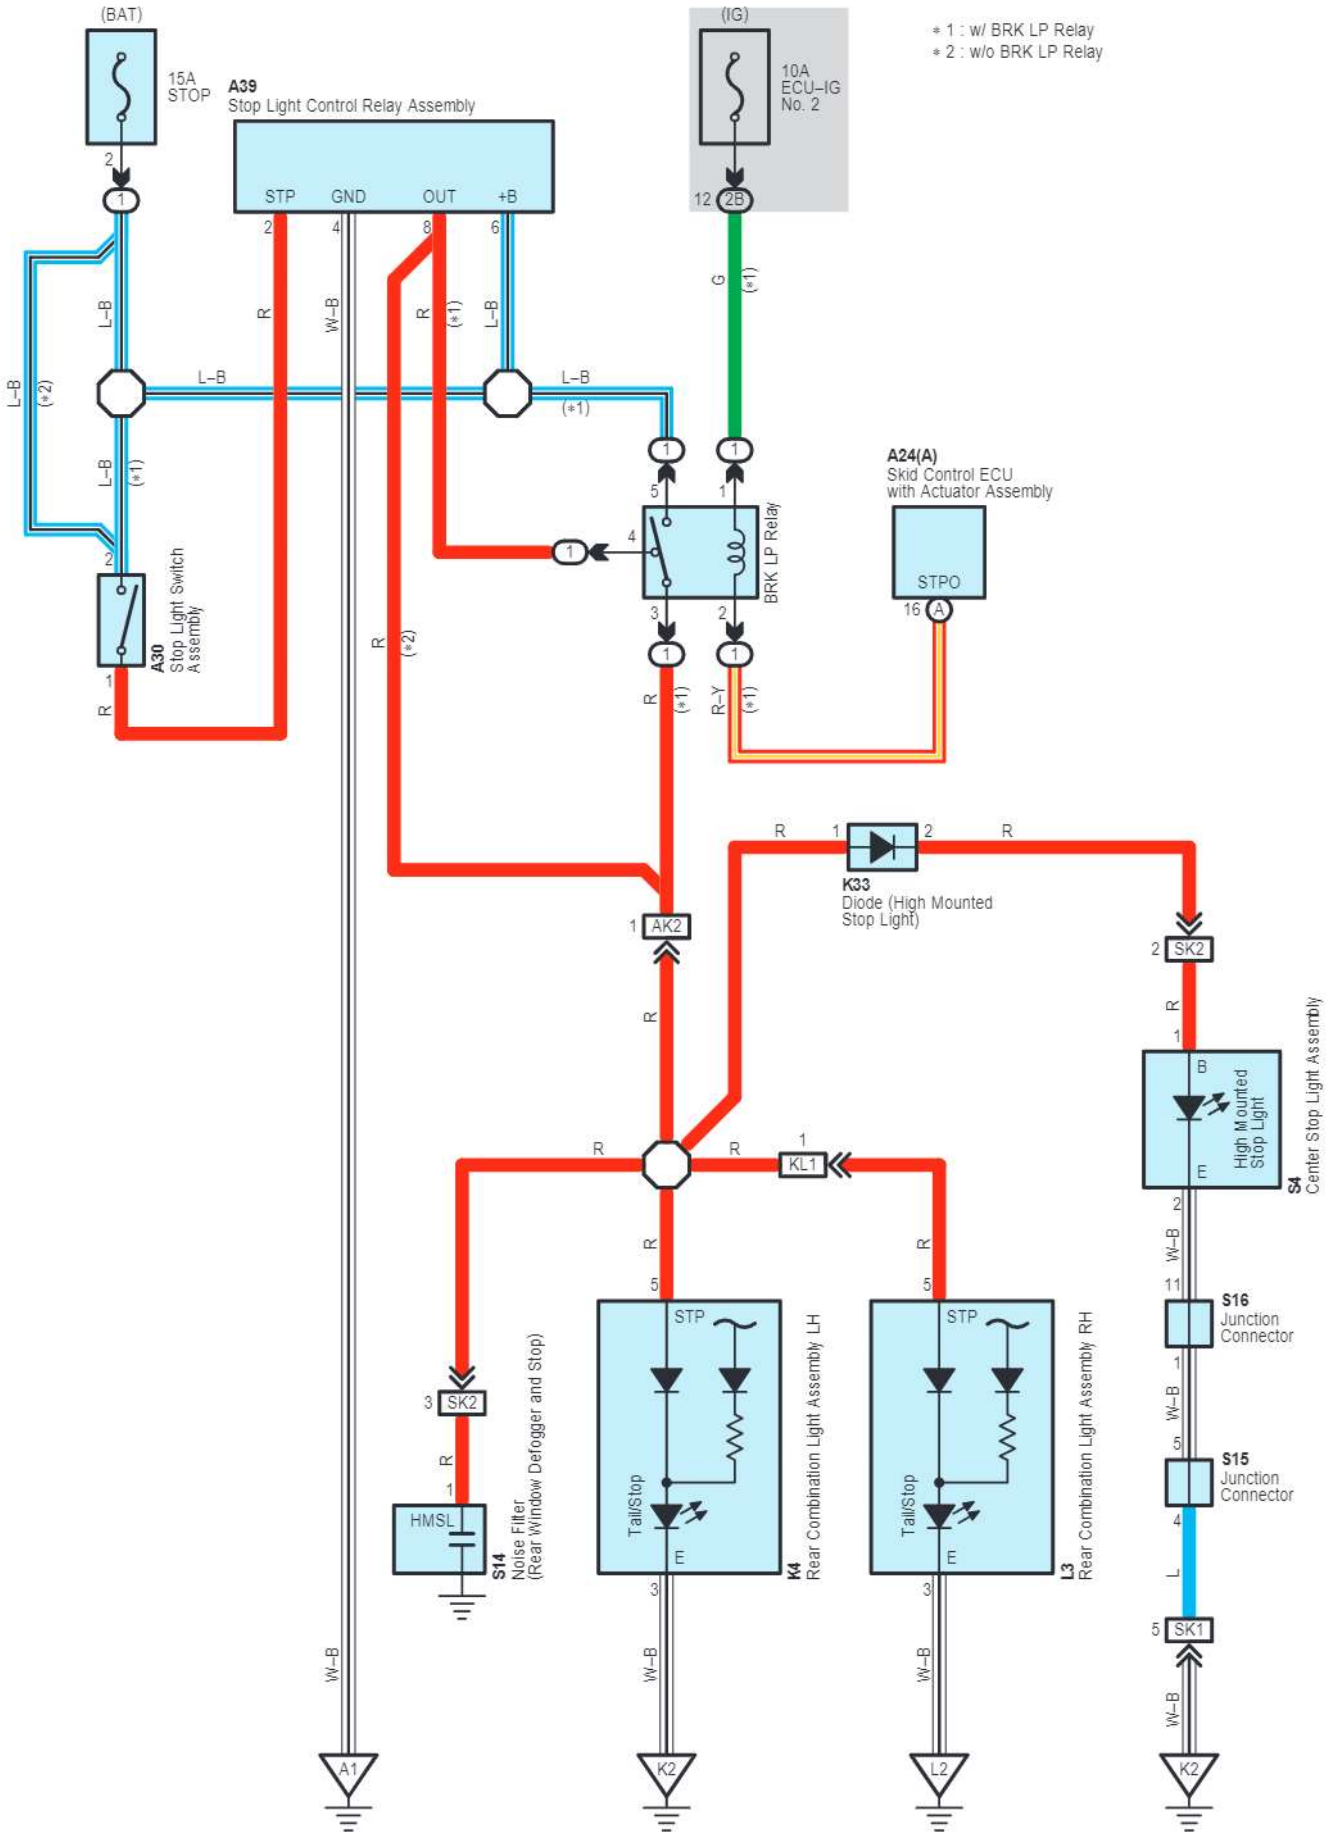 (BAT)
15A
STOP
2
1
A39
Stop Light Control Relay Assembly
STP GND OUT +B
2 4 8 6
(IG)
10A
ECU–IG
No. 2
12 2B
* 1 : w/ BRK LP Relay
* 2 : w/o BRK LP Relay
L–B
R
W–B
R
(*1)
L–B
G
(*1)
L–B
(*2)
L–B
L–B
(*1)
L–B
(*1)
1
1
5
1
4
1
3
2
1
1
BRK LP Relay
A24(A)
Skid Control ECU
with Actuator Assembly
STPO
16 A
2
A30
Stop Light Switch
Assembly
1
R
R
(*2)
R
(*1)
R–Y
(*1)
R
1
2
R
K33
Diode (High Mounted
Stop Light)
1 AK2
2 SK2
R
R
1
B
High Mounted
Stop Light
E
S4
Center Stop Light Assembly
2
W–B
R
R
1
KL1
R
R
5
5
11
S16
Junction
Connector
1
W–B
5
S15
Junction
Connector
4
L
5 SK1
W–B
3 SK2
R
1
HMSL
S14
Noise Filter
(Rear Window Defogger and Stop)
STP
Tail/Stop
E
K4
Rear Combination Light Assembly LH
3
W–B
STP
Tail/Stop
E
L3
Rear Combination Light Assembly RH
3
W–B
W–B
A1
K2
L2
K2